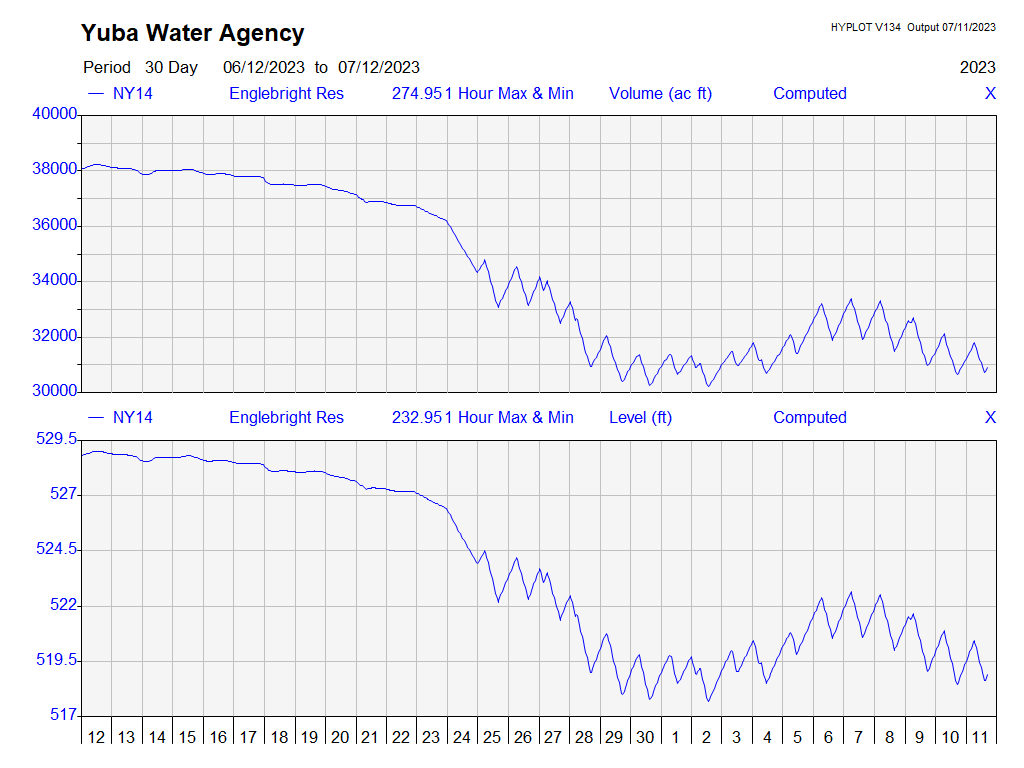 Yuba Water Agency
HYPLOT V134 Output 07/11/2023
Period 30 Day 06/12/2023 to 07/12/2023
2023
NY14 Englebright Res 274.951 Hour Max & Min Volume (ac ft) Computed X
40000
38000
36000
34000
32000
30000
NY14 Englebright Res 232.951 Hour Max & Min Level (ft) Computed X
529.5
527
524.5
522
519.5
517
12 13 14 15 16 17 18 19 20 21 22 23 24 25 26 27 28 29 30 1 2 3 4 5 6 7 8 9 10 11